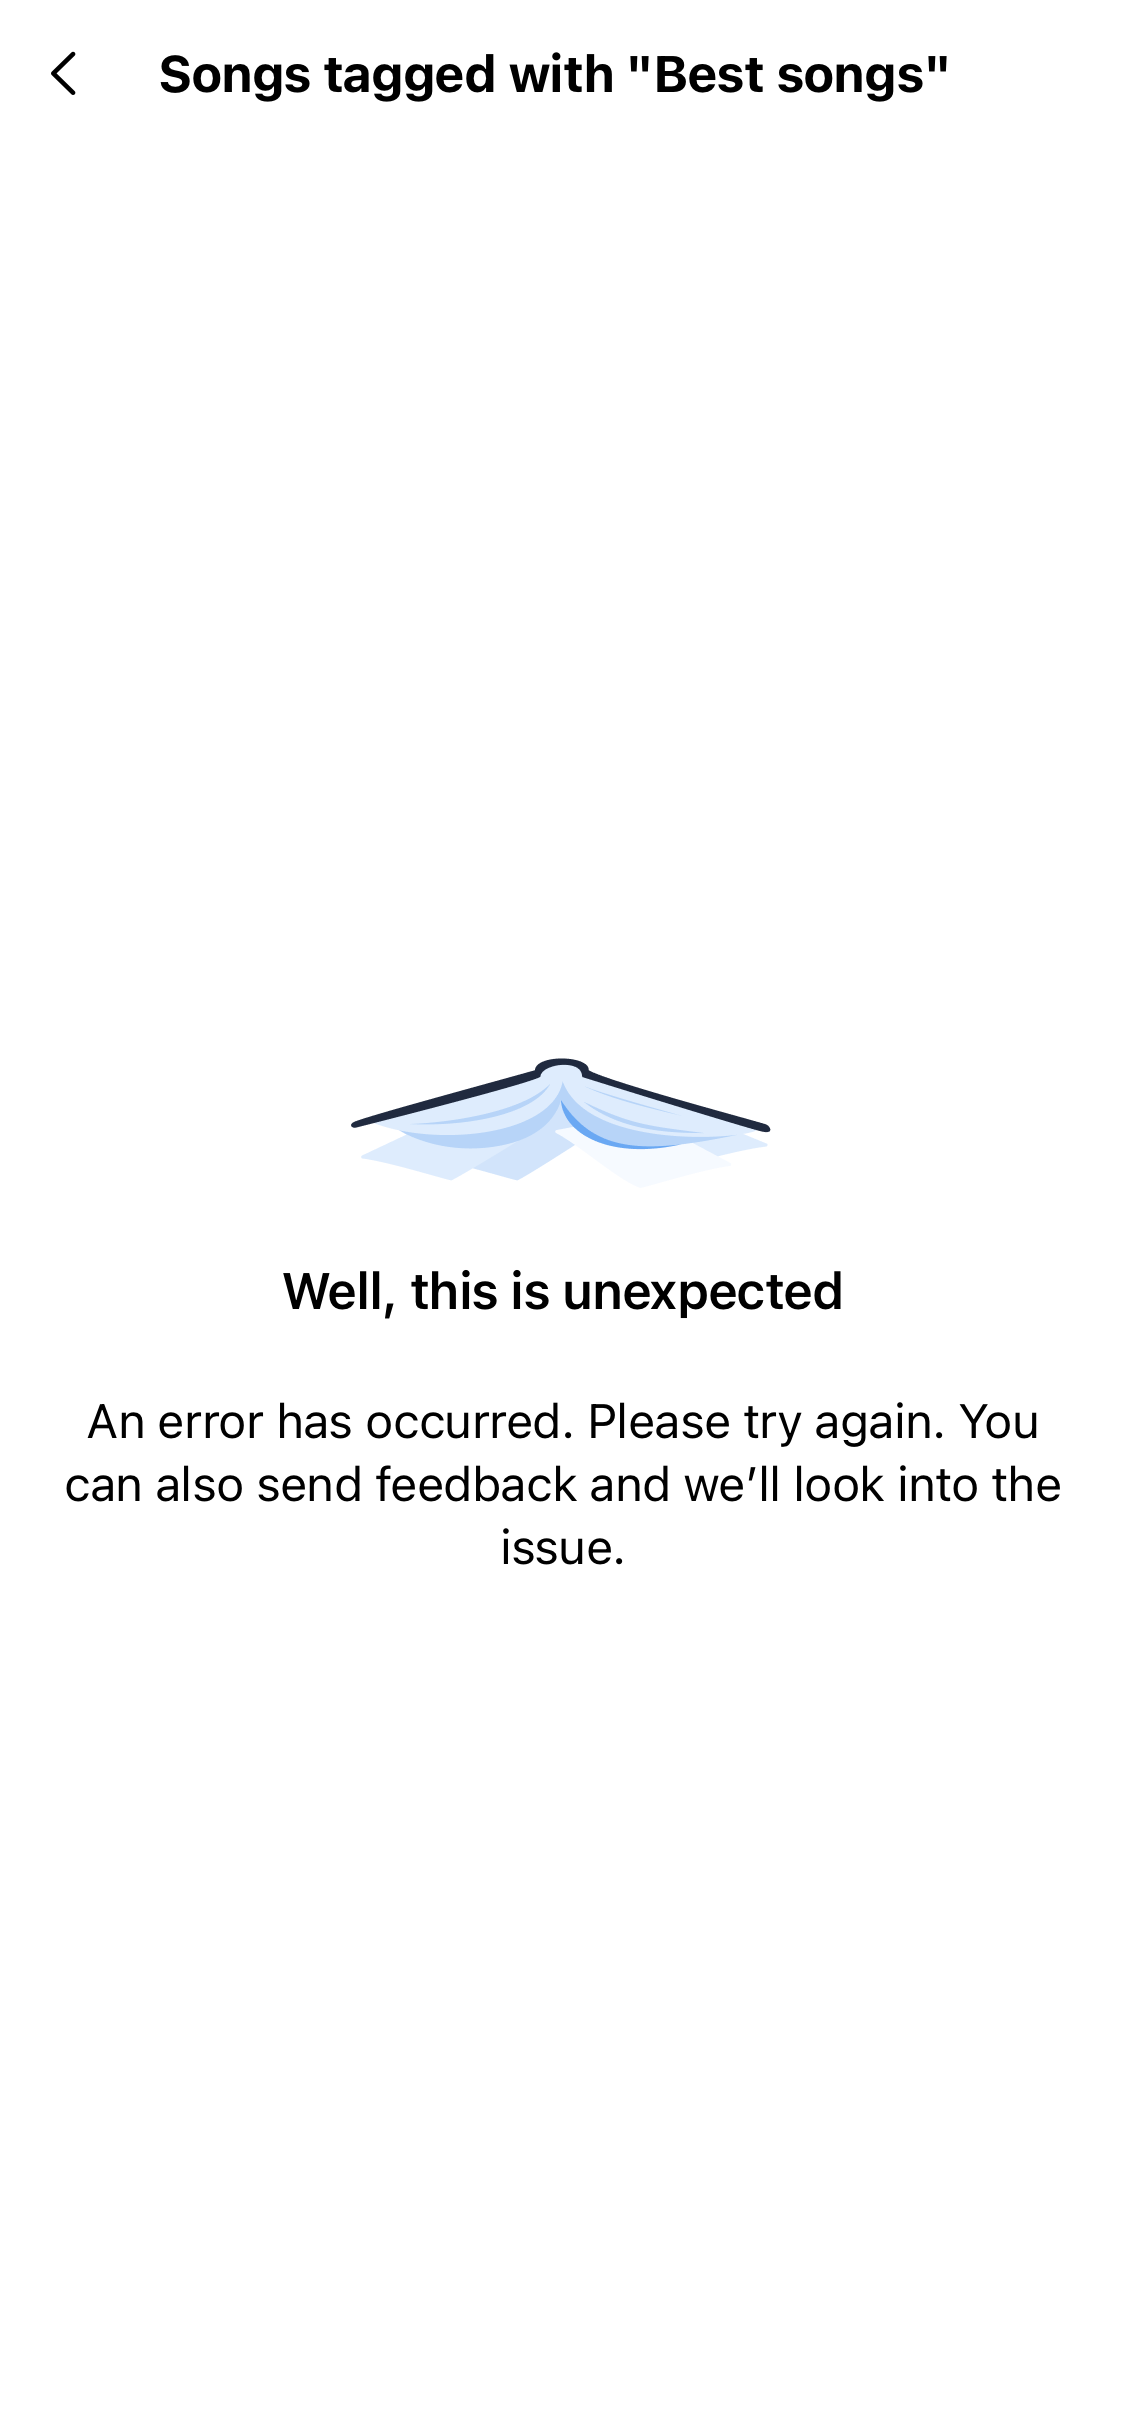 Songs tagged with "Best songs"
Well, this is unexpected
An error has occurred. Please try again. You
can also send feedback and we’ll look into the
issue.